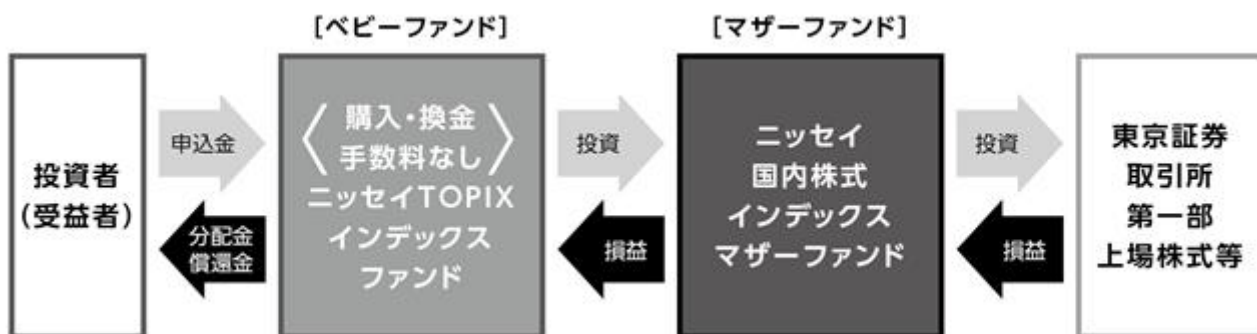 [ベビーファンド]
[マザーファンド]
投資者
(受益者)
申込金
分配金
償還金
〈購入・換金
手数料なし〉
ニッセイTOPIX
インデックス
ファンド
投資
損益
ニッセイ
国内株式
インデックス
マザーファンド
投資
損益
東京証券
取引所
第一部
上場株式等